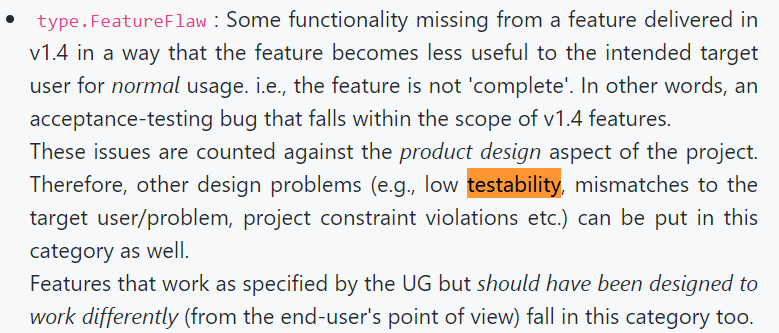 • type.FeatureFlaw : Some functionality missing from a feature delivered in
v1.4 in a way that the feature becomes less useful to the intended target
user for normal usage. i.e., the feature is not 'complete'. In other words, an
acceptance-testing bug that falls within the scope of v1.4 features.
These issues are counted against the product design aspect of the project.
Therefore, other design problems (e.g., low testability, mismatches to the
target user/problem, project constraint violations etc.) can be put in this
category as well.
Features that work as specified by the UG but should have been designed to
work differently (from the end-user's point of view) fall in this category too.